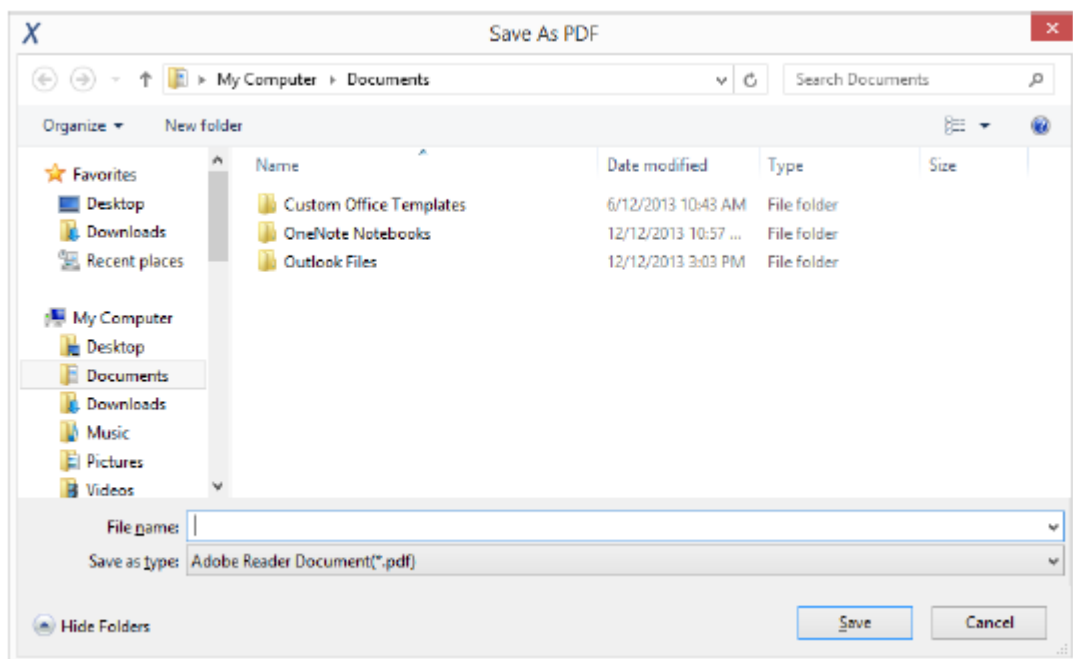 X Save As PDF
My Computer Documents Search Documents
Organize New folder
Name Date modified Type Size
Favorites
Desktop
Downloads
Recent places
Custom Office Templates 6/12/2013 10:43 AM File folder
OneNote Notebooks 12/12/2013 10:57 ... File folder
Outlook Files 12/12/2013 3:03 PM File folder
My Computer
Desktop
Documents
Downloads
Music
Pictures
Videos
File name:
Save as type: Adobe Reader Document(*.pdf)
Hide Folders Save Cancel